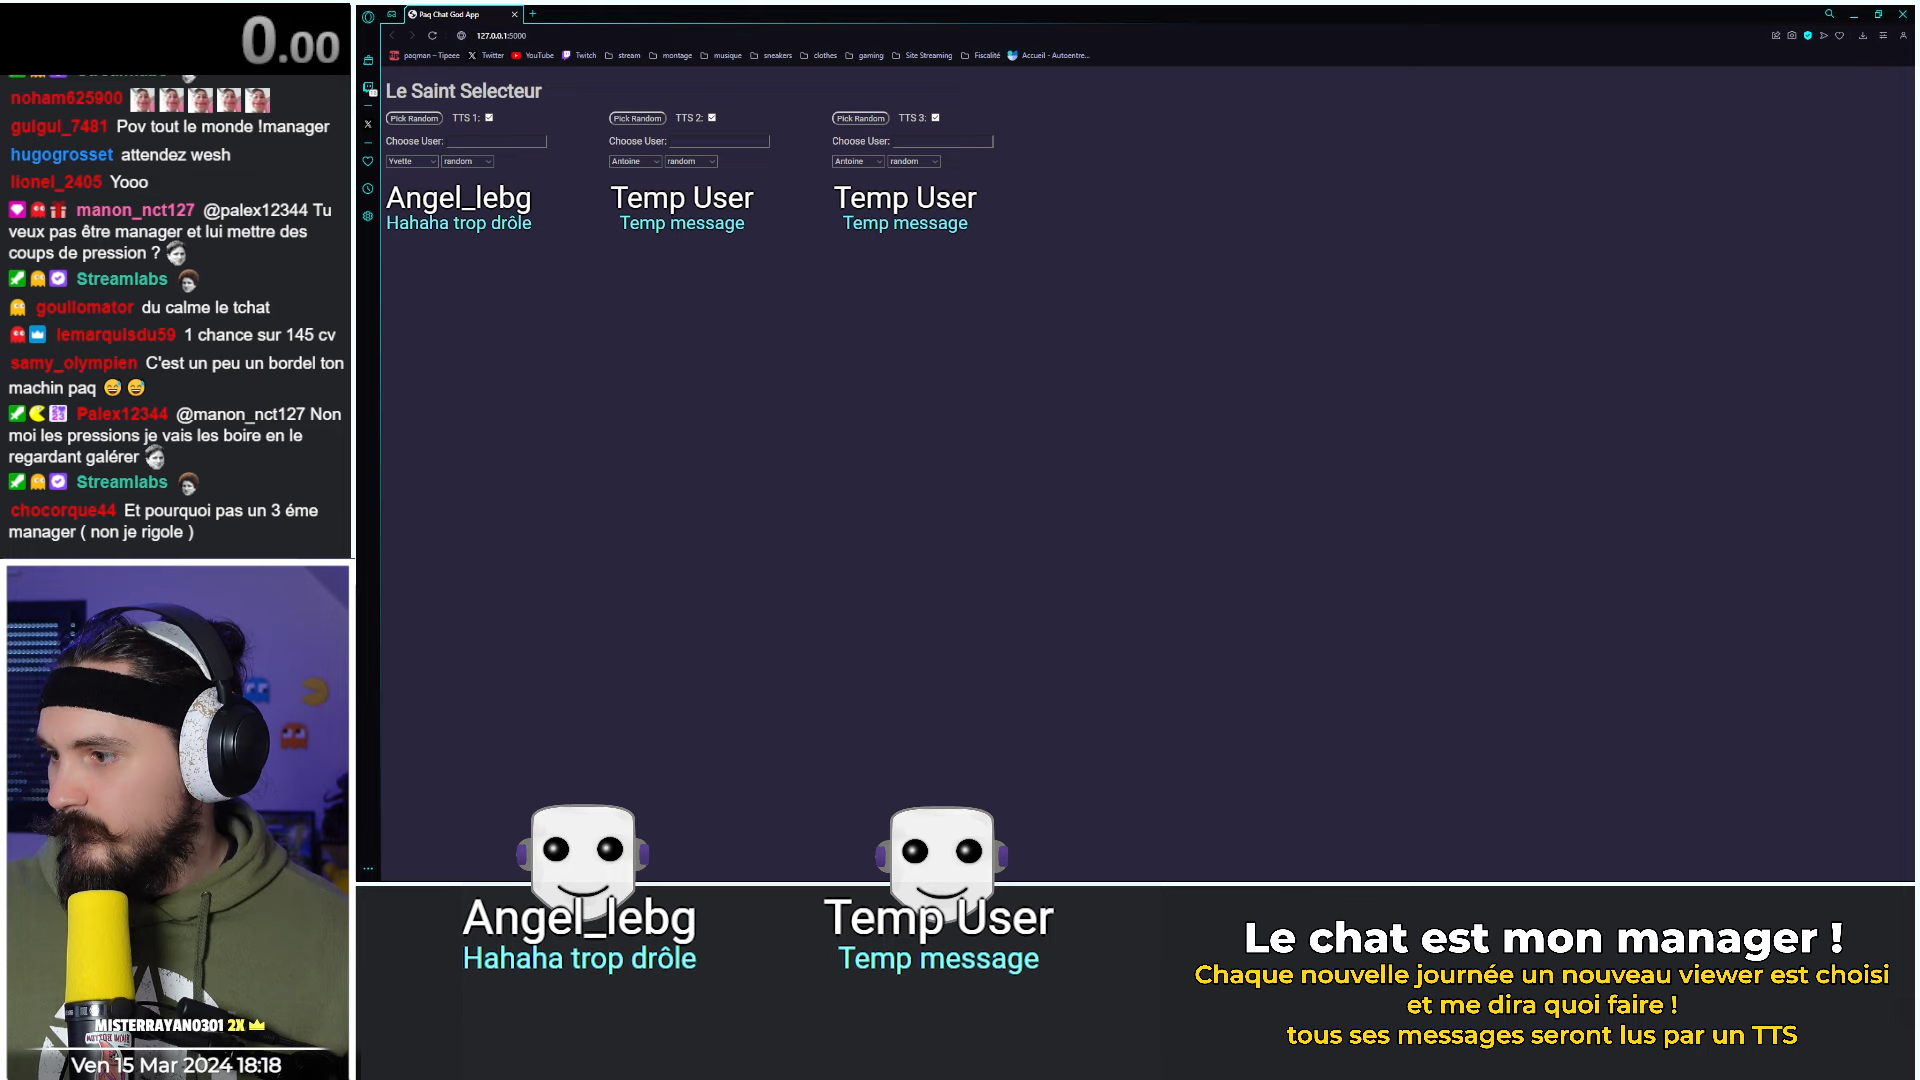 0.00
Streamlabs
noham625900
guigui_7481 Pov tout le monde !manager
hugogrosset attendez wesh
lionel_2405 Yooo
manon_nct127 @palex12344 Tu
veux pas être manager et lui mettre des
coups de pression ?
Streamlabs
goullomator du calme le tchat
lemarquisdu59 1 chance sur 145 cv
samy_olympien C'est un peu un bordel ton
machin paq
Palex12344 @manon_nct127 Non
moi les pressions je vais les boire en le
regardant galérer
Streamlabs
chocorque44 Et pourquoi pas un 3 éme
manager ( non je rigole )
Paq Chat God App
127.0.0.1:5000
paqman – Tipeee Twitter YouTube Twitch stream montage musique sneakers clothes gaming Site Streaming Fiscalité Accueil - Autoentre...
Le Saint Selecteur
Pick Random TTS 1: Pick Random TTS 2: Pick Random TTS 3:
Choose User: Choose User: Choose User:
Yvette random Antoine random Antoine random
Angel_lebg Temp User Temp User
Hahaha trop drôle Temp message Temp message
Angel_lebg Temp User
Hahaha trop drôle Temp message
Le chat est mon manager !
Chaque nouvelle journée un nouveau viewer est choisi
et me dira quoi faire !
tous ses messages seront lus par un TTS
MISTERRAYANO301 2X
Ven 15 Mar 2024 18:18